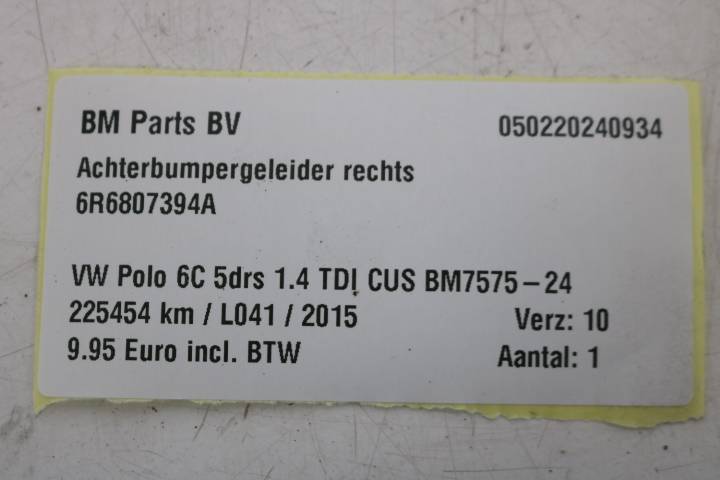 BM Parts BV 050220240934
Achterbumpergeleider rechts
6R6807394A
VW Polo 6C 5drs 1.4 TDI CUS BM7575-24
225454 km / L041 / 2015 Verz: 10
9.95 Euro incl. BTW Aantal: 1